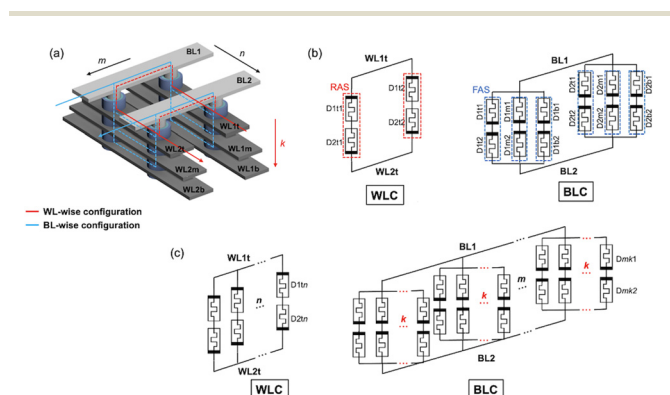 (a)
m
n
BL1
BL2
k
WL1t
WL2t
WL1m
WL2m
WL1b
WL2b
WL-wise configuration
BL-wise configuration
(b)
WL1t
RAS
D1t1
D2t1
D1t2
D2t2
WL2t
WLC
BL1
FAS
D1t1
D1t2
D1m1
D1m2
D1b1
D1b2
D2t1
D2t2
D2m1
D2m2
D2b1
D2b2
BL2
BLC
(c)
WL1t
... n ...
D1tn
D2tn
WL2t
WLC
BL1
... k ...
... k ...
... m ...
... k ...
Dmk1
Dmk2
BL2
BLC